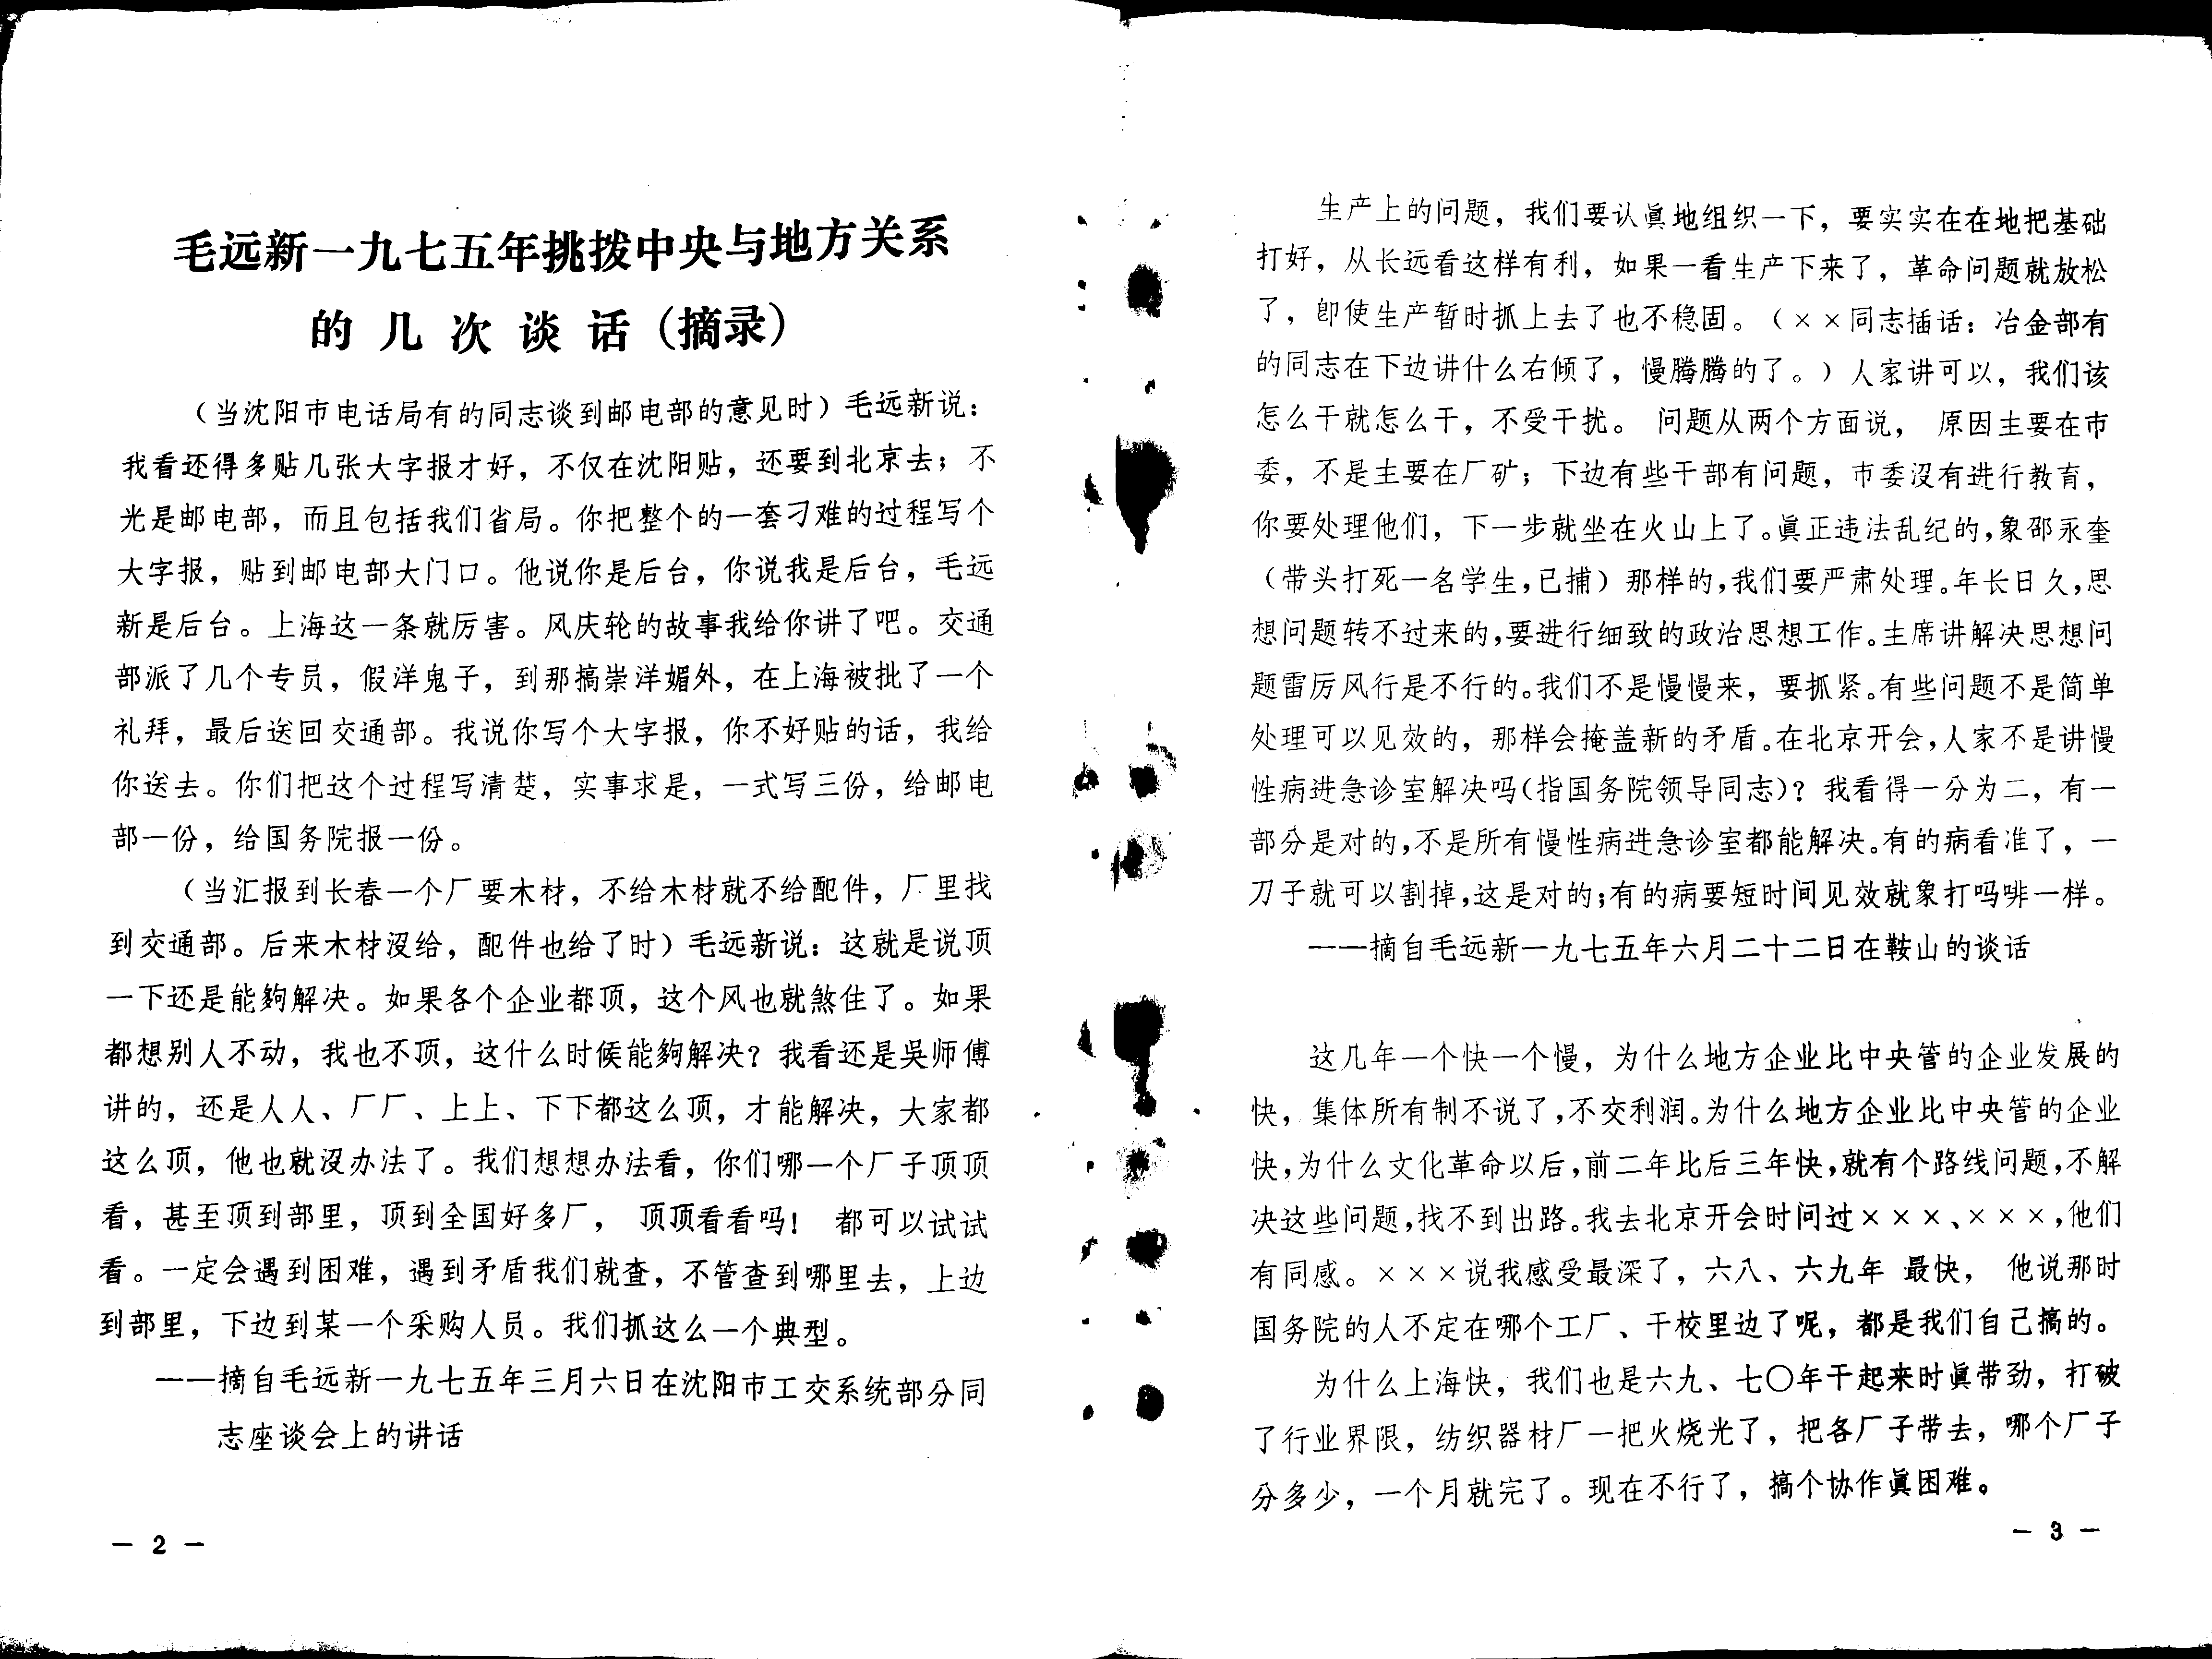 毛远新一九七五年挑拨中央与地方关系
的几次谈话（摘录）
（当沈阳市电话局有的同志谈到邮电部的意见时）毛远新说：
我看还得多贴几张大字报才好，不仅在沈阳贴，还要到北京去；不
光是邮电部，而且包括我们省局。你把整个的一套刁难的过程写个
大字报，贴到邮电部大门口。他说你是后台，你说我是后台，毛远
新是后台。上海这一条就厉害。风庆轮的故事我给你讲了吧。交通
部派了几个专员，假洋鬼子，到那搞崇洋媚外，在上海被批了一个
礼拜，最后送回交通部。我说你写个大字报，你不好贴的话，我给
你送去。你们把这个过程写清楚，实事求是，一式写三份，给邮电
部一份，给国务院报一份。
（当汇报到长春一个厂要木材，不给木材就不给配件，厂里找
到交通部。后来木材沒给，配件也给了时）毛远新说：这就是说顶
一下还是能夠解决。如果各个企业都顶，这个风也就煞住了。如果
都想别人不动，我也不顶，这什么时候能夠解决？我看还是吳师傅
讲的，还是人人、厂厂、上上、下下都这么顶，才能解决，大家都
这么顶，他也就沒办法了。我们想想办法看，你们哪一个厂子顶顶
看，甚至顶到部里，顶到全国好多厂，顶顶看看吗！都可以试试
看。一定会遇到困难，遇到矛盾我们就查，不管查到哪里去，上边
到部里，下边到某一个采购人员。我们抓这么一个典型。
——摘自毛远新一九七五年三月六日在沈阳市工交系统部分同
志座谈会上的讲话
— 2 —
生产上的问题，我们要认眞地组织一下，要实实在在地把基础
打好，从长远看这样有利，如果一看生产下来了，革命问题就放松
了，即使生产暂时抓上去了也不稳固。（××同志插话：冶金部有
的同志在下边讲什么右倾了，慢腾腾的了。）人家讲可以，我们该
怎么干就怎么干，不受干扰。问题从两个方面说，原因主要在市
委，不是主要在厂矿；下边有些干部有问题，市委沒有进行教育，
你要处理他们，下一步就坐在火山上了。眞正违法乱纪的，象邵永奎
（带头打死一名学生，已捕）那样的，我们要严肃处理。年长日久，思
想问题转不过来的，要进行细致的政治思想工作。主席讲解决思想问
题雷厉风行是不行的。我们不是慢慢来，要抓紧。有些问题不是简单
处理可以见效的，那样会掩盖新的矛盾。在北京开会，人家不是讲慢
性病进急诊室解决吗（指国务院领导同志）？我看得一分为二，有一
部分是对的，不是所有慢性病进急诊室都能解决。有的病看准了，一
刀子就可以割掉，这是对的；有的病要短时间见效就象打吗啡一样。
——摘自毛远新一九七五年六月二十二日在鞍山的谈话
这几年一个快一个慢，为什么地方企业比中央管的企业发展的
快，集体所有制不说了，不交利润。为什么地方企业比中央管的企业
快，为什么文化革命以后，前二年比后三年快，就有个路线问题，不解
决这些问题，找不到出路。我去北京开会时问过×××、×××，他们
有同感。×××说我感受最深了，六八、六九年最快，他说那时
国务院的人不定在哪个工厂、干校里边了呢，都是我们自己搞的。
为什么上海快，我们也是六九、七〇年干起来时眞带劲，打破
了行业界限，纺织器材厂一把火烧光了，把各厂子带去，哪个厂子
分多少，一个月就完了。现在不行了，搞个协作眞困难。
— 3 —